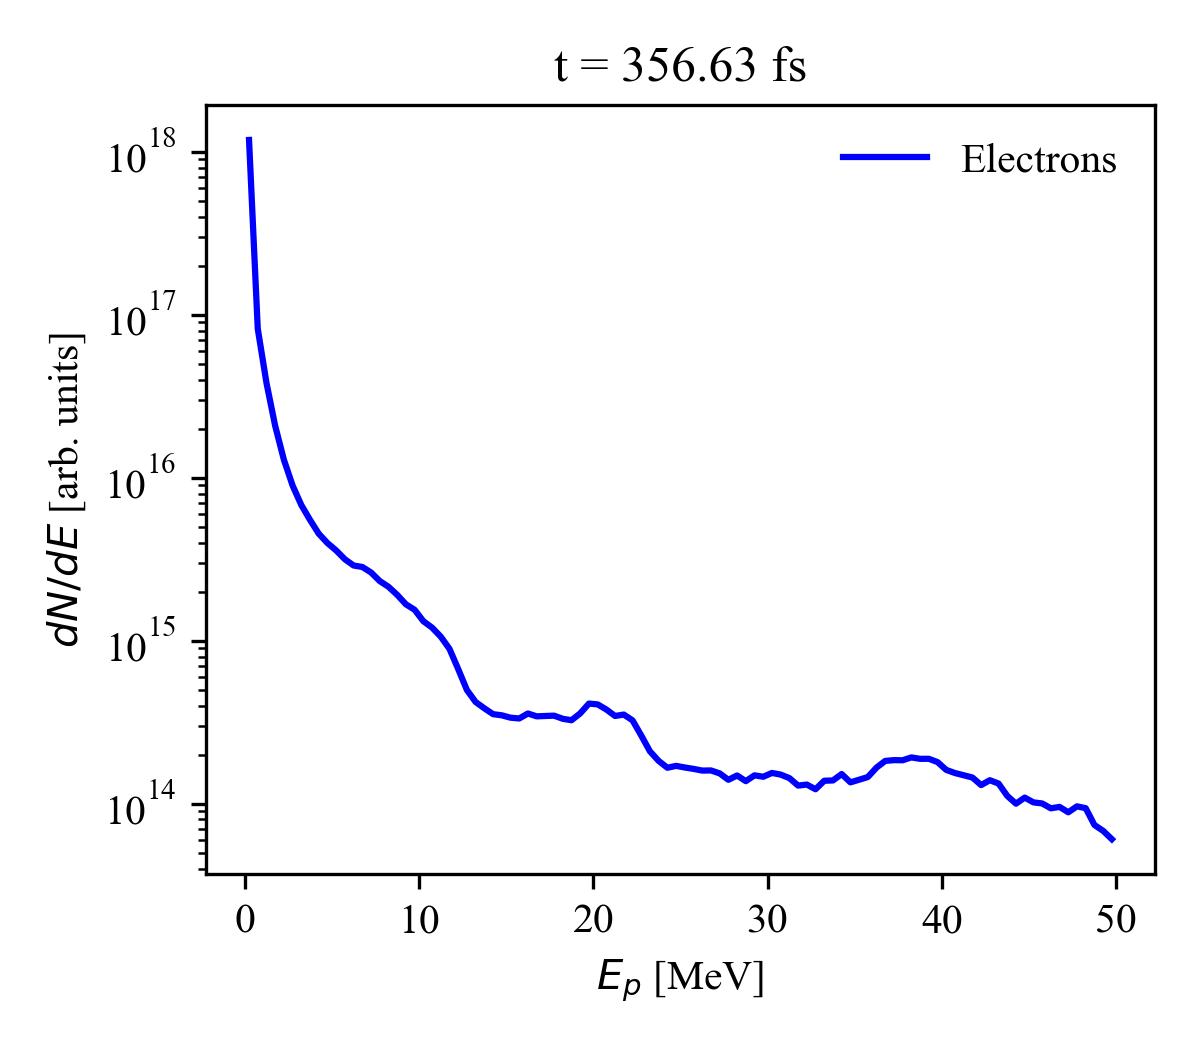 t = 356.63 fs
Electrons
10^18
10^17
10^16
10^15
10^14
dN/dE [arb. units]
0 10 20 30 40 50
E_p [MeV]